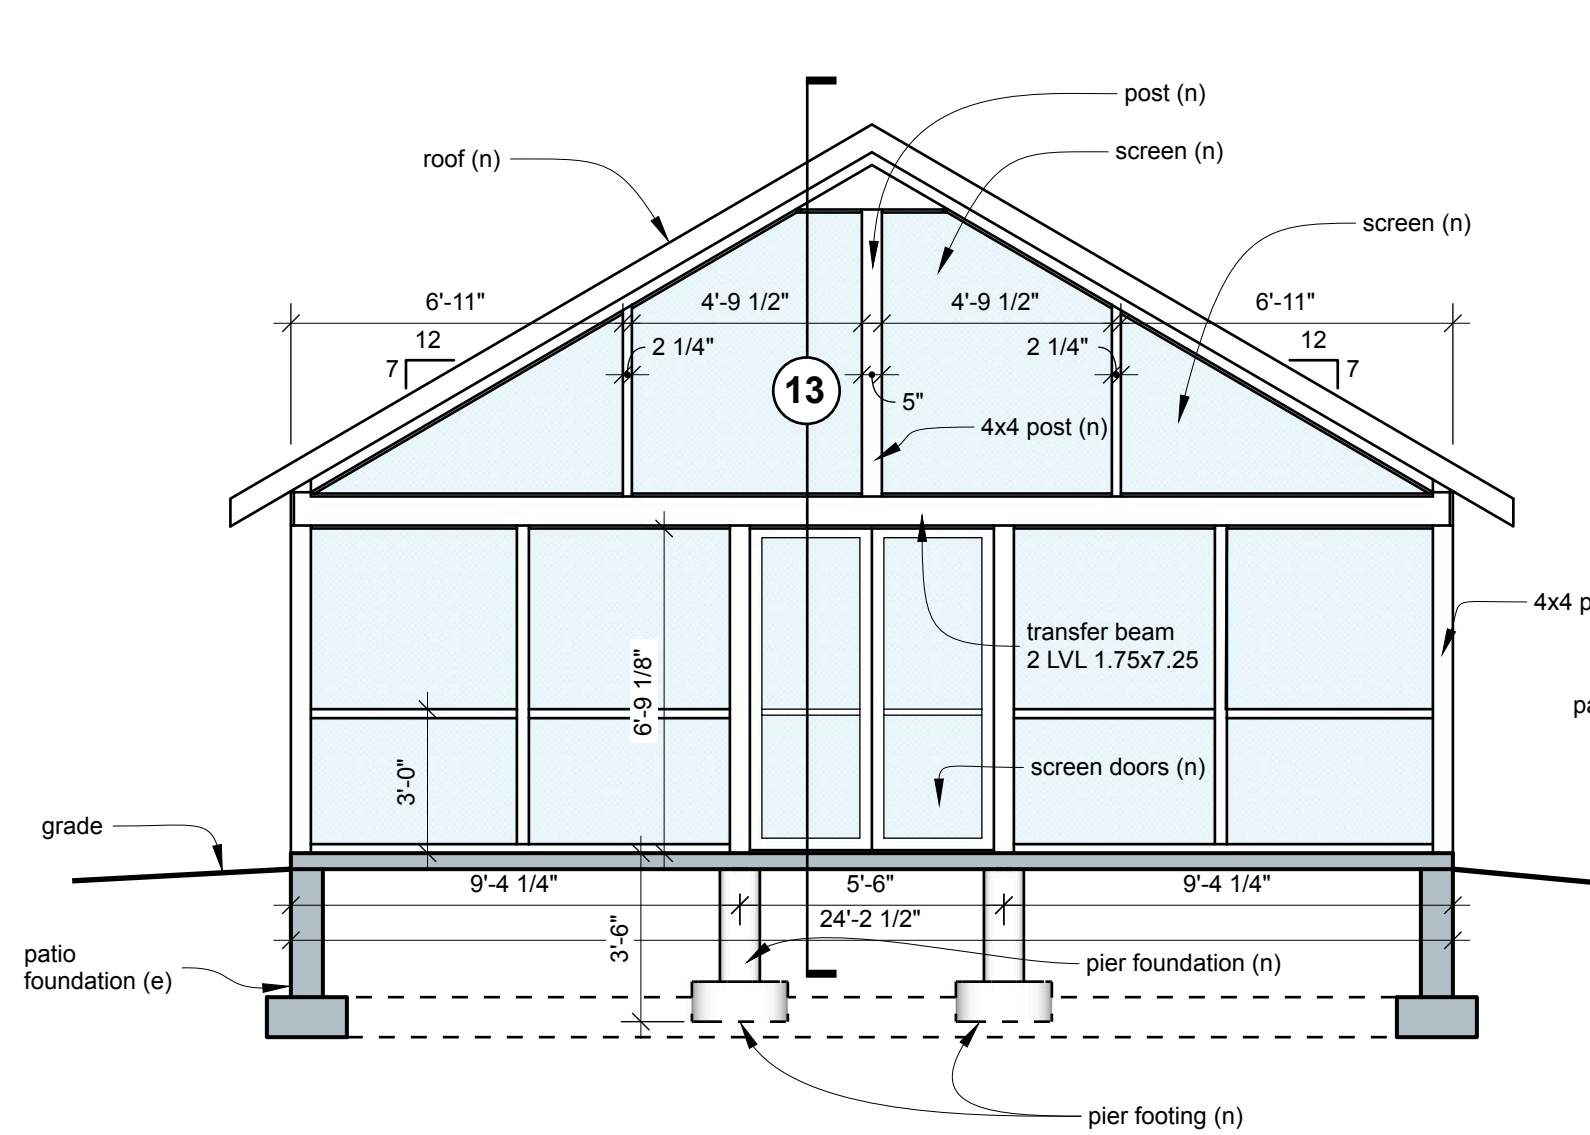 post (n)
roof (n)
screen (n)
screen (n)
6'-11"
4'-9 1/2"
4'-9 1/2"
6'-11"
12
7
2 1/4"
2 1/4"
12
7
13
5"
4x4 post (n)
4x4 p
transfer beam
2 LVL 1.75x7.25
6'-9 1/8"
pa
3'-0"
screen doors (n)
grade
9'-4 1/4"
5'-6"
9'-4 1/4"
24'-2 1/2"
3'-6"
patio
foundation (e)
pier foundation (n)
pier footing (n)